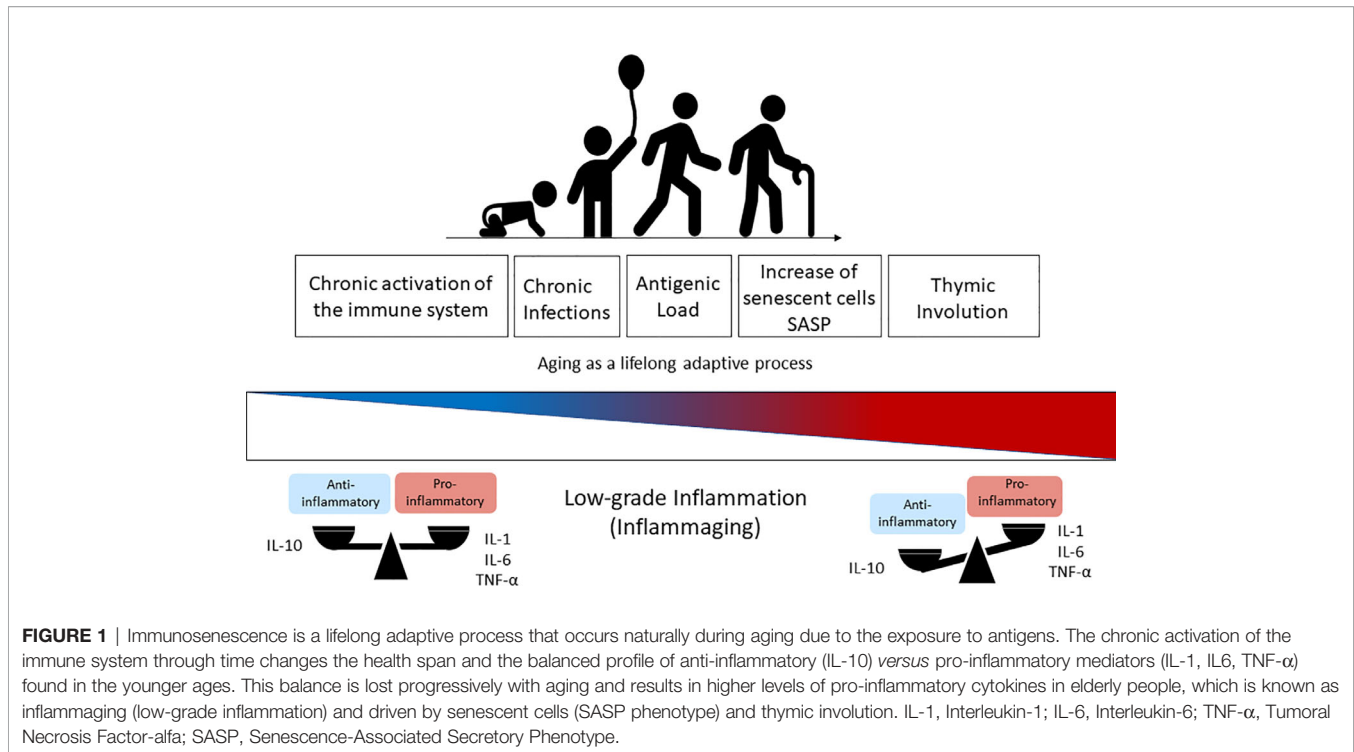 Chronic activation of
the immune system
Chronic
Infections
Antigenic
Load
Increase of
senescent cells
SASP
Thymic
Involution
Aging as a lifelong adaptive process
Anti-
inflammatory
Pro-
inflammatory
IL-10
IL-1
IL-6
TNF-α
Low-grade Inflammation
(Inflammaging)
Anti-
inflammatory
Pro-
inflammatory
IL-10
IL-1
IL-6
TNF-α
FIGURE 1 | Immunosenescence is a lifelong adaptive process that occurs naturally during aging due to the exposure to antigens. The chronic activation of the
immune system through time changes the health span and the balanced profile of anti-inflammatory (IL-10) versus pro-inflammatory mediators (IL-1, IL6, TNF-α)
found in the younger ages. This balance is lost progressively with aging and results in higher levels of pro-inflammatory cytokines in elderly people, which is known as
inflammaging (low-grade inflammation) and driven by senescent cells (SASP phenotype) and thymic involution. IL-1, Interleukin-1; IL-6, Interleukin-6; TNF-α, Tumoral
Necrosis Factor-alfa; SASP, Senescence-Associated Secretory Phenotype.